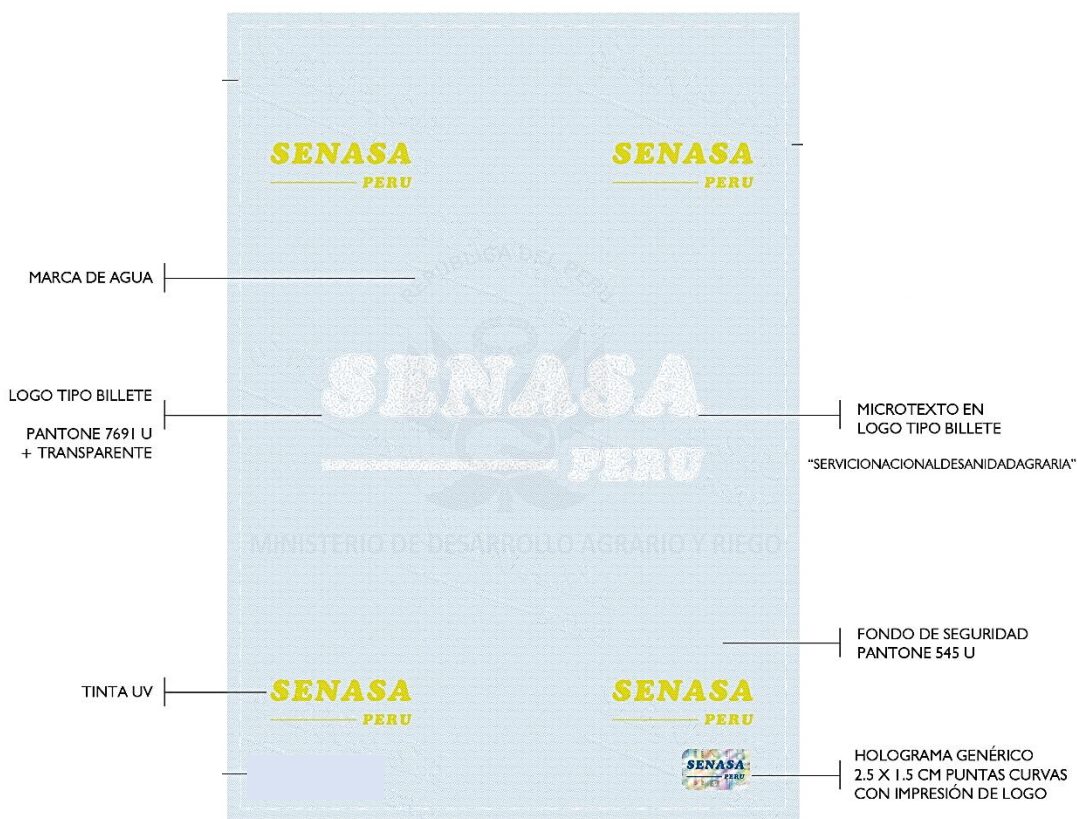 SENASA
PERU
SENASA
PERU
REPÚBLICA DEL PERÚ
MARCA DE AGUA
LOGO TIPO BILLETE
PANTONE 7691 U
+ TRANSPARENTE
SENASA
PERU
MICROTEXTO EN
LOGO TIPO BILLETE
“SERVICIONACIONALDESANIDADAGRARIA”
MINISTERIO DE DESARROLLO AGRARIO Y RIEGO
FONDO DE SEGURIDAD
PANTONE 545 U
TINTA UV
SENASA
PERU
SENASA
PERU
SENASA
PERU
HOLOGRAMA GENÉRICO
2.5 X 1.5 CM PUNTAS CURVAS
CON IMPRESIÓN DE LOGO